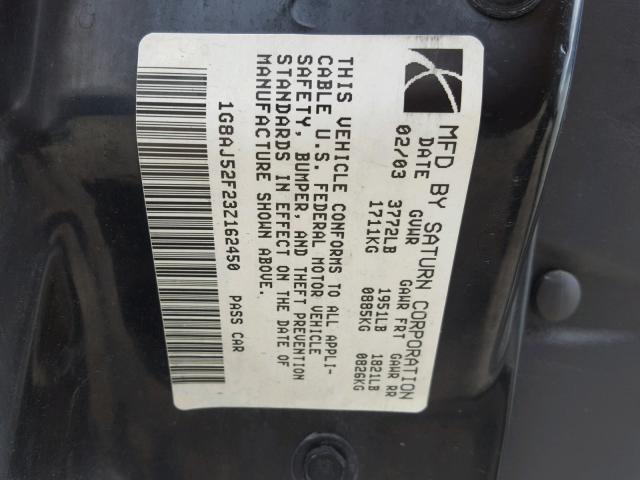 MFD BY SATURN CORPORATION
DATE GVWR GAWR FRT GAWR RR
02/03 3772LB 1951LB 1821LB
1711KG 0885KG 0826KG
THIS VEHICLE CONFORMS TO ALL APPLI-
CABLE U.S. FEDERAL MOTOR VEHICLE
SAFETY, BUMPER, AND THEFT PREVENTION
STANDARDS IN EFFECT ON THE DATE OF
MANUFACTURE SHOWN ABOVE.
1G8AJ52F23Z162450 PASS CAR